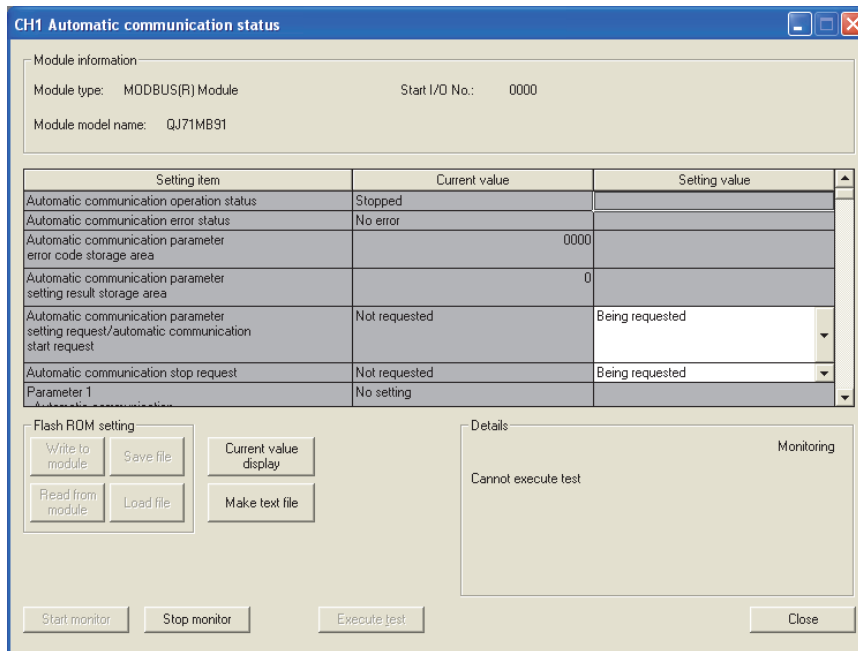 CH1 Automatic communication status
Module information
Module type: MODBUS(R) Module Start I/O No.: 0000
Module model name: QJ71MB91
Setting item Current value Setting value
Automatic communication operation status Stopped
Automatic communication error status No error
Automatic communication parameter
error code storage area 0000
Automatic communication parameter
setting result storage area 0
Automatic communication parameter Not requested Being requested
setting request/automatic communication
start request
Automatic communication stop request Not requested Being requested
Parameter 1 No setting
Flash ROM setting
Write to
module
Save file
Current value
display
Read from
module
Load file
Make text file
Details
Monitoring
Cannot execute test
Start monitor Stop monitor Execute test Close